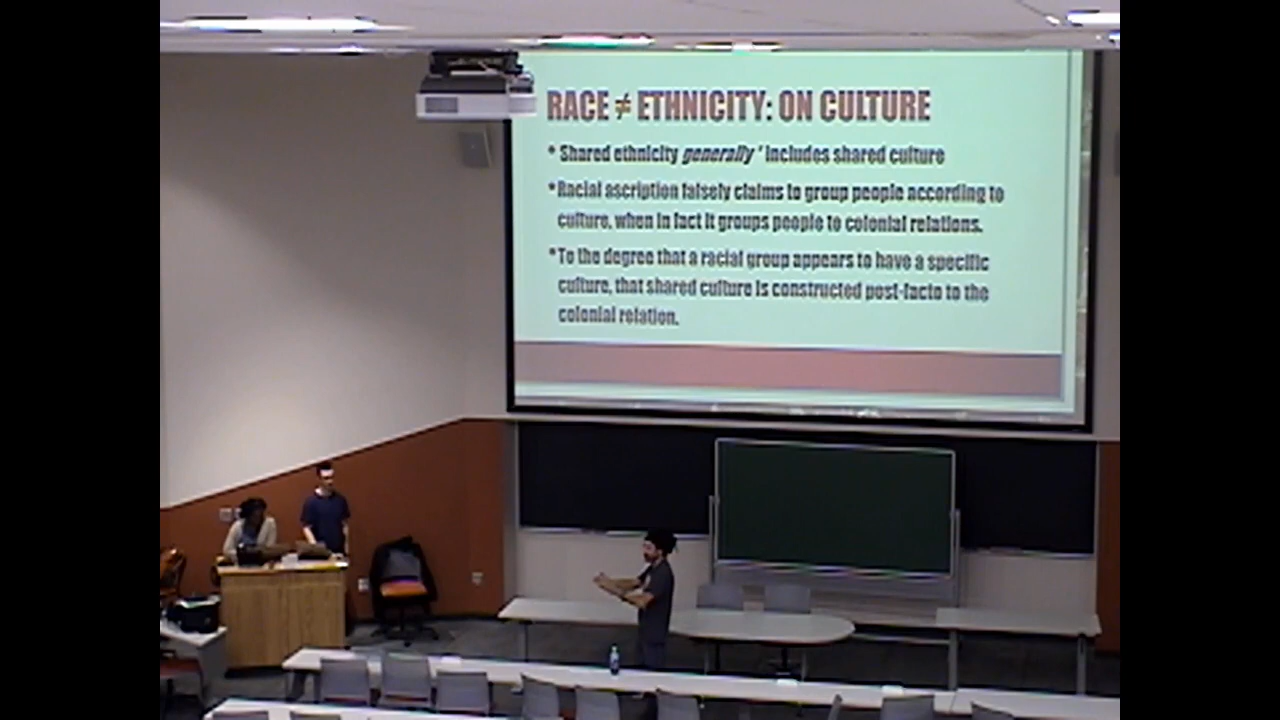 RACE ≠ ETHNICITY: ON CULTURE
* Shared ethnicity generally * includes shared culture
*Racial ascription falsely claims to group people according to
culture, when in fact it groups people to colonial relations.
*To the degree that a racial group appears to have a specific
culture, that shared culture is constructed post-facto to the
colonial relation.